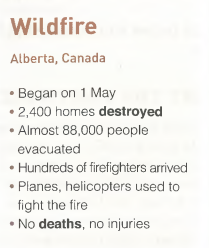 Wildfire
Alberta, Canada
• Began on 1 May
• 2,400 homes destroyed
• Almost 88,000 people
evacuated
• Hundreds of firefighters arrived
• Planes, helicopters used to
fight the fire
• No deaths, no injuries